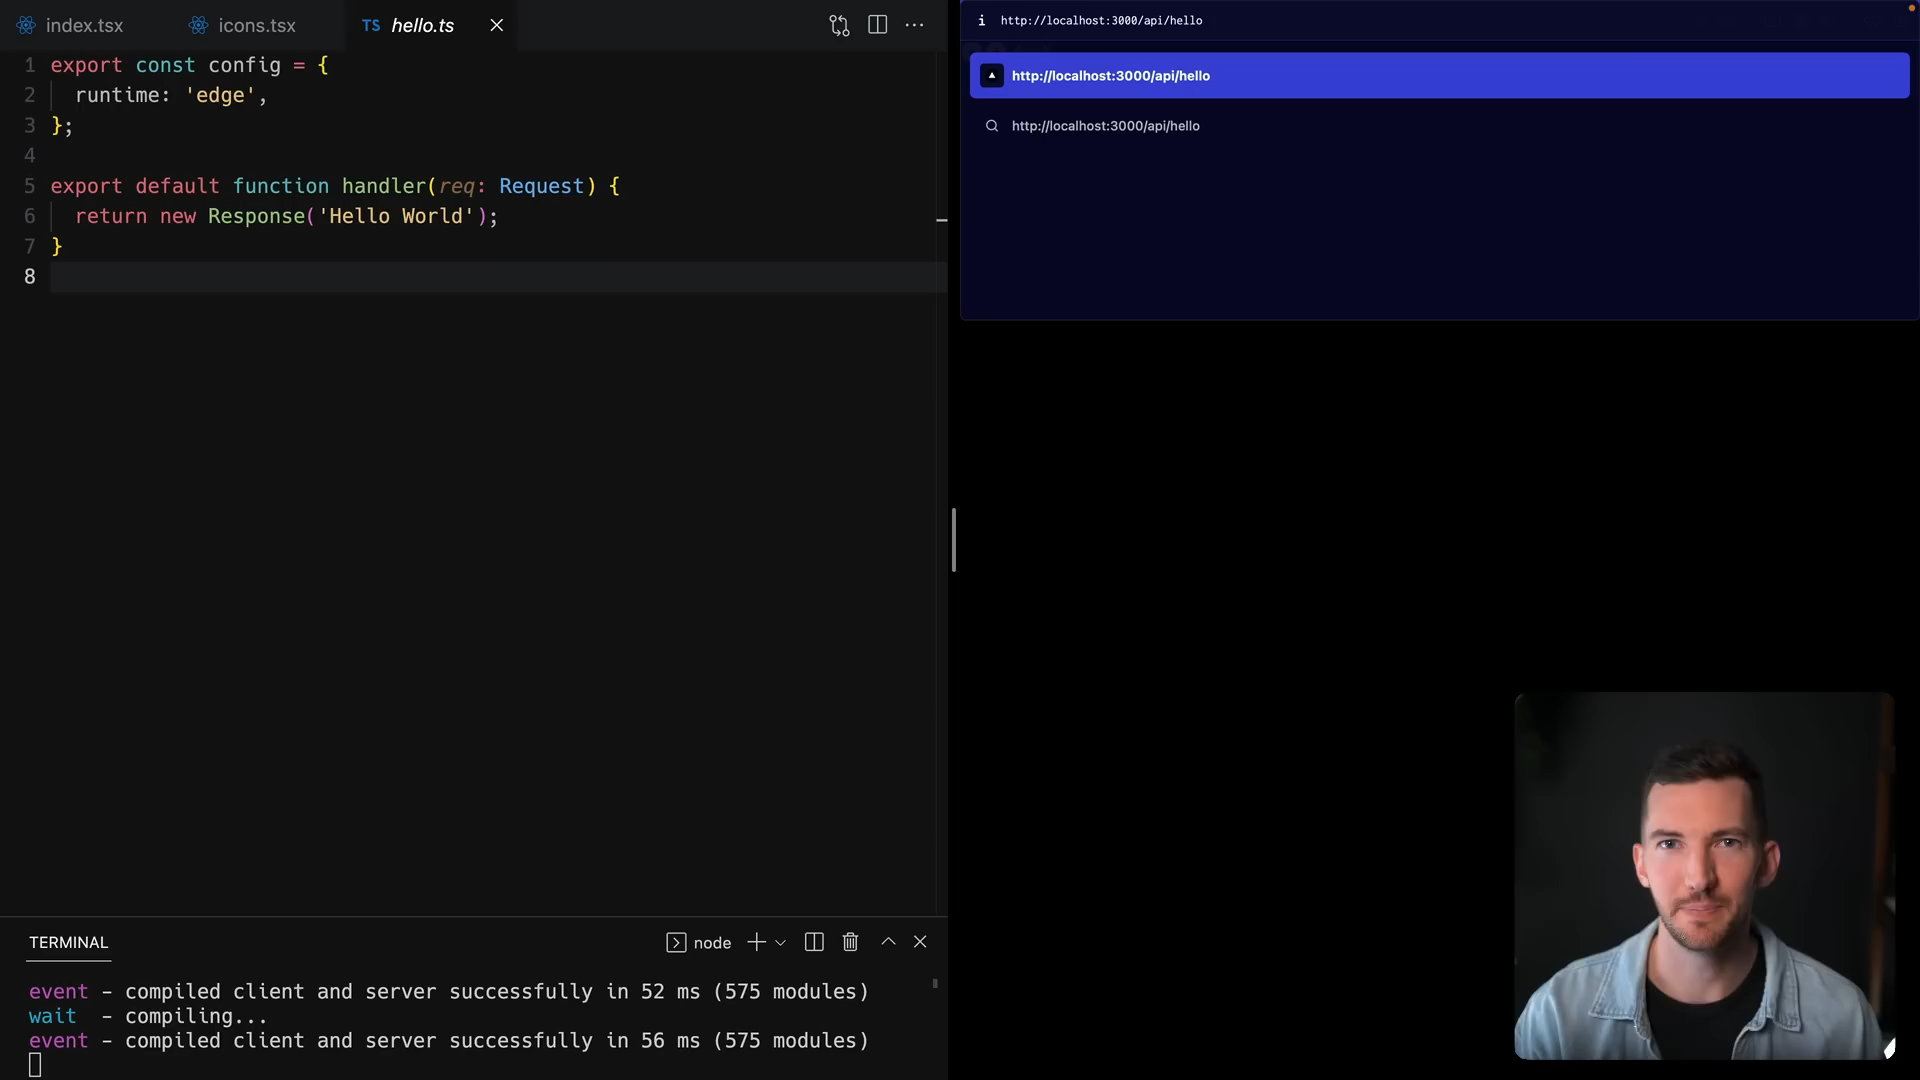 index.tsx
icons.tsx
TS hello.ts
1 export const config = {
2 runtime: 'edge',
3 };
4
5 export default function handler(req: Request) {
6 return new Response('Hello World');
7 }
8
TERMINAL
node
event - compiled client and server successfully in 52 ms (575 modules)
wait - compiling...
event - compiled client and server successfully in 56 ms (575 modules)
i http://localhost:3000/api/hello
http://localhost:3000/api/hello
http://localhost:3000/api/hello